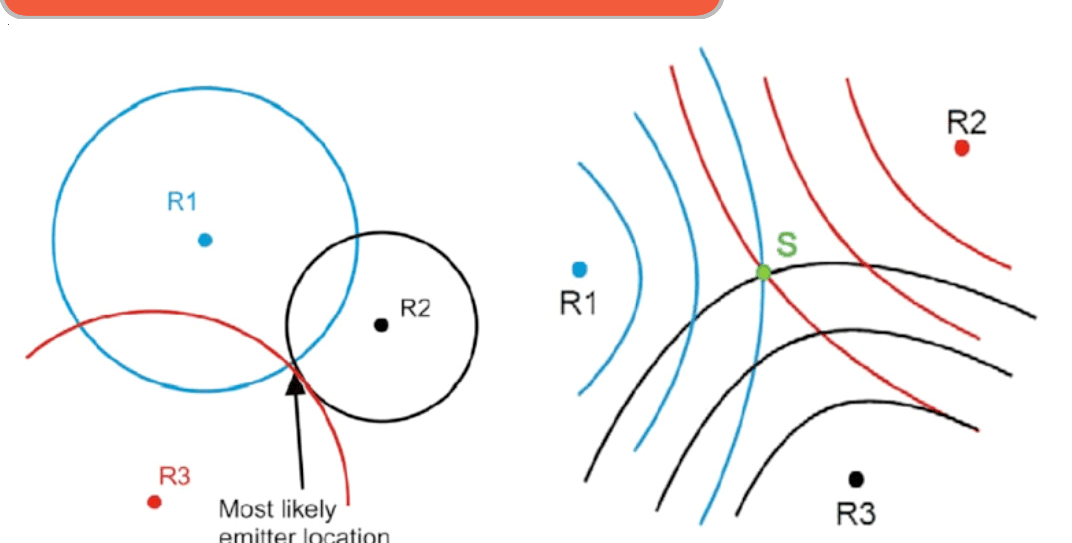 R1
R2
R3
Most likely
emitter location
R2
S
R1
R3